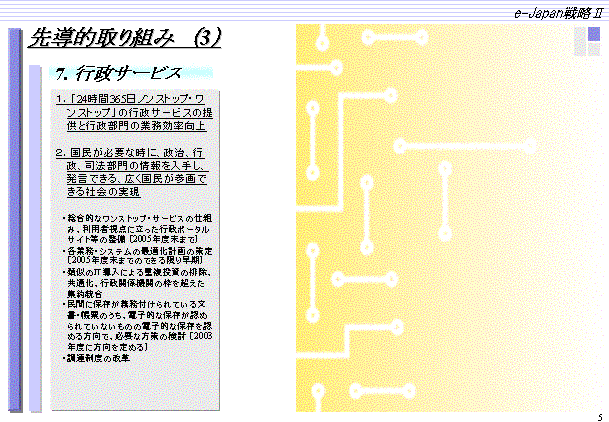 e-Japan戦略Ⅱ
先導的取り組み (3)
7. 行政サービス
1. 「24時間365日ノンストップ・ワ
ンストップ」の行政サービスの提
供と行政部門の業務効率向上
2. 国民が必要な時に、政治、行
政、司法部門の情報を入手し、
発言できる、広く国民が参画で
きる社会の実現
・総合的なワンストップ・サービスの仕組
み、利用者視点に立った行政ポータル
サイト等の整備 [2005年度末まで]
・各業務・システムの最適化計画の策定
[2005年度末までのできる限り早期]
・類似のIT導入による重複投資の排除、
共通化、行政関係機関の枠を超えた
集約統合
・民間に保存が義務付けられている文
書・帳票のうち、電子的な保存が認め
られていないものの電子的な保存を認
める方向で、必要な方策の検討 [2003
年度に方向を定める]
・調達制度の改革
5